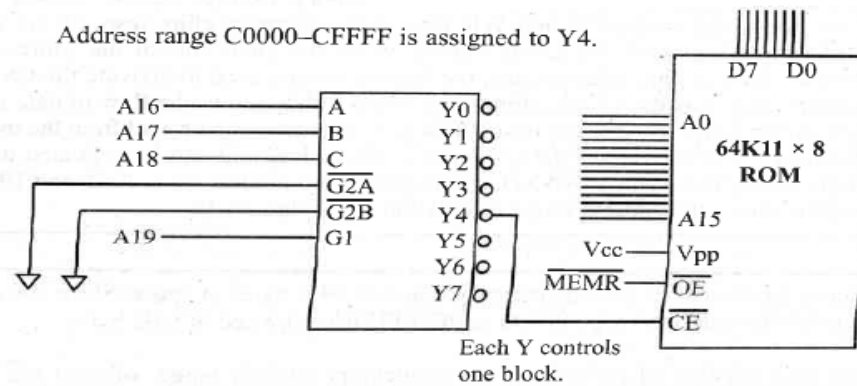 Address range C0000–CFFFF is assigned to Y4.
D7 D0
A16 A Y0
A17 B Y1
A18 C Y2
G2A Y3
G2B Y4
A19 G1 Y5
Y6
Y7
A0
64K11 × 8
ROM
A15
Vcc Vpp
MEMR OE
CE
Each Y controls
one block.